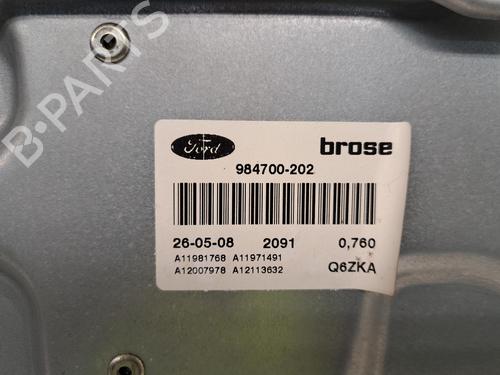 B-PARTS
Ford brose
984700-202
26-05-08 2091 0,760
A11981768 A11971491
A12007978 A12113632 Q6ZKA